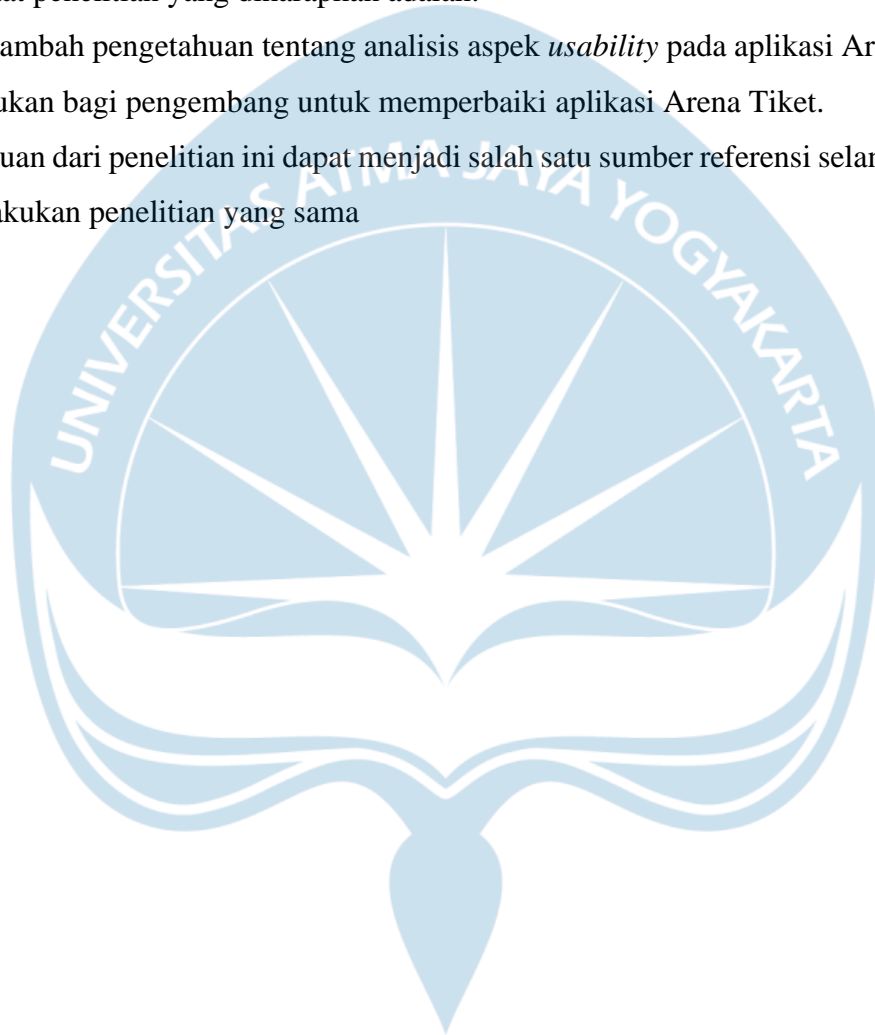 at penelitian yang diharapkan adalah:
ambah pengetahuan tentang analisis aspek usability pada aplikasi Ar
ukan bagi pengembang untuk memperbaiki aplikasi Arena Tiket.
uan dari penelitian ini dapat menjadi salah satu sumber referensi selan
akukan penelitian yang sama
UNIVERSITAS ATMA JAYA YOGYAKARTA